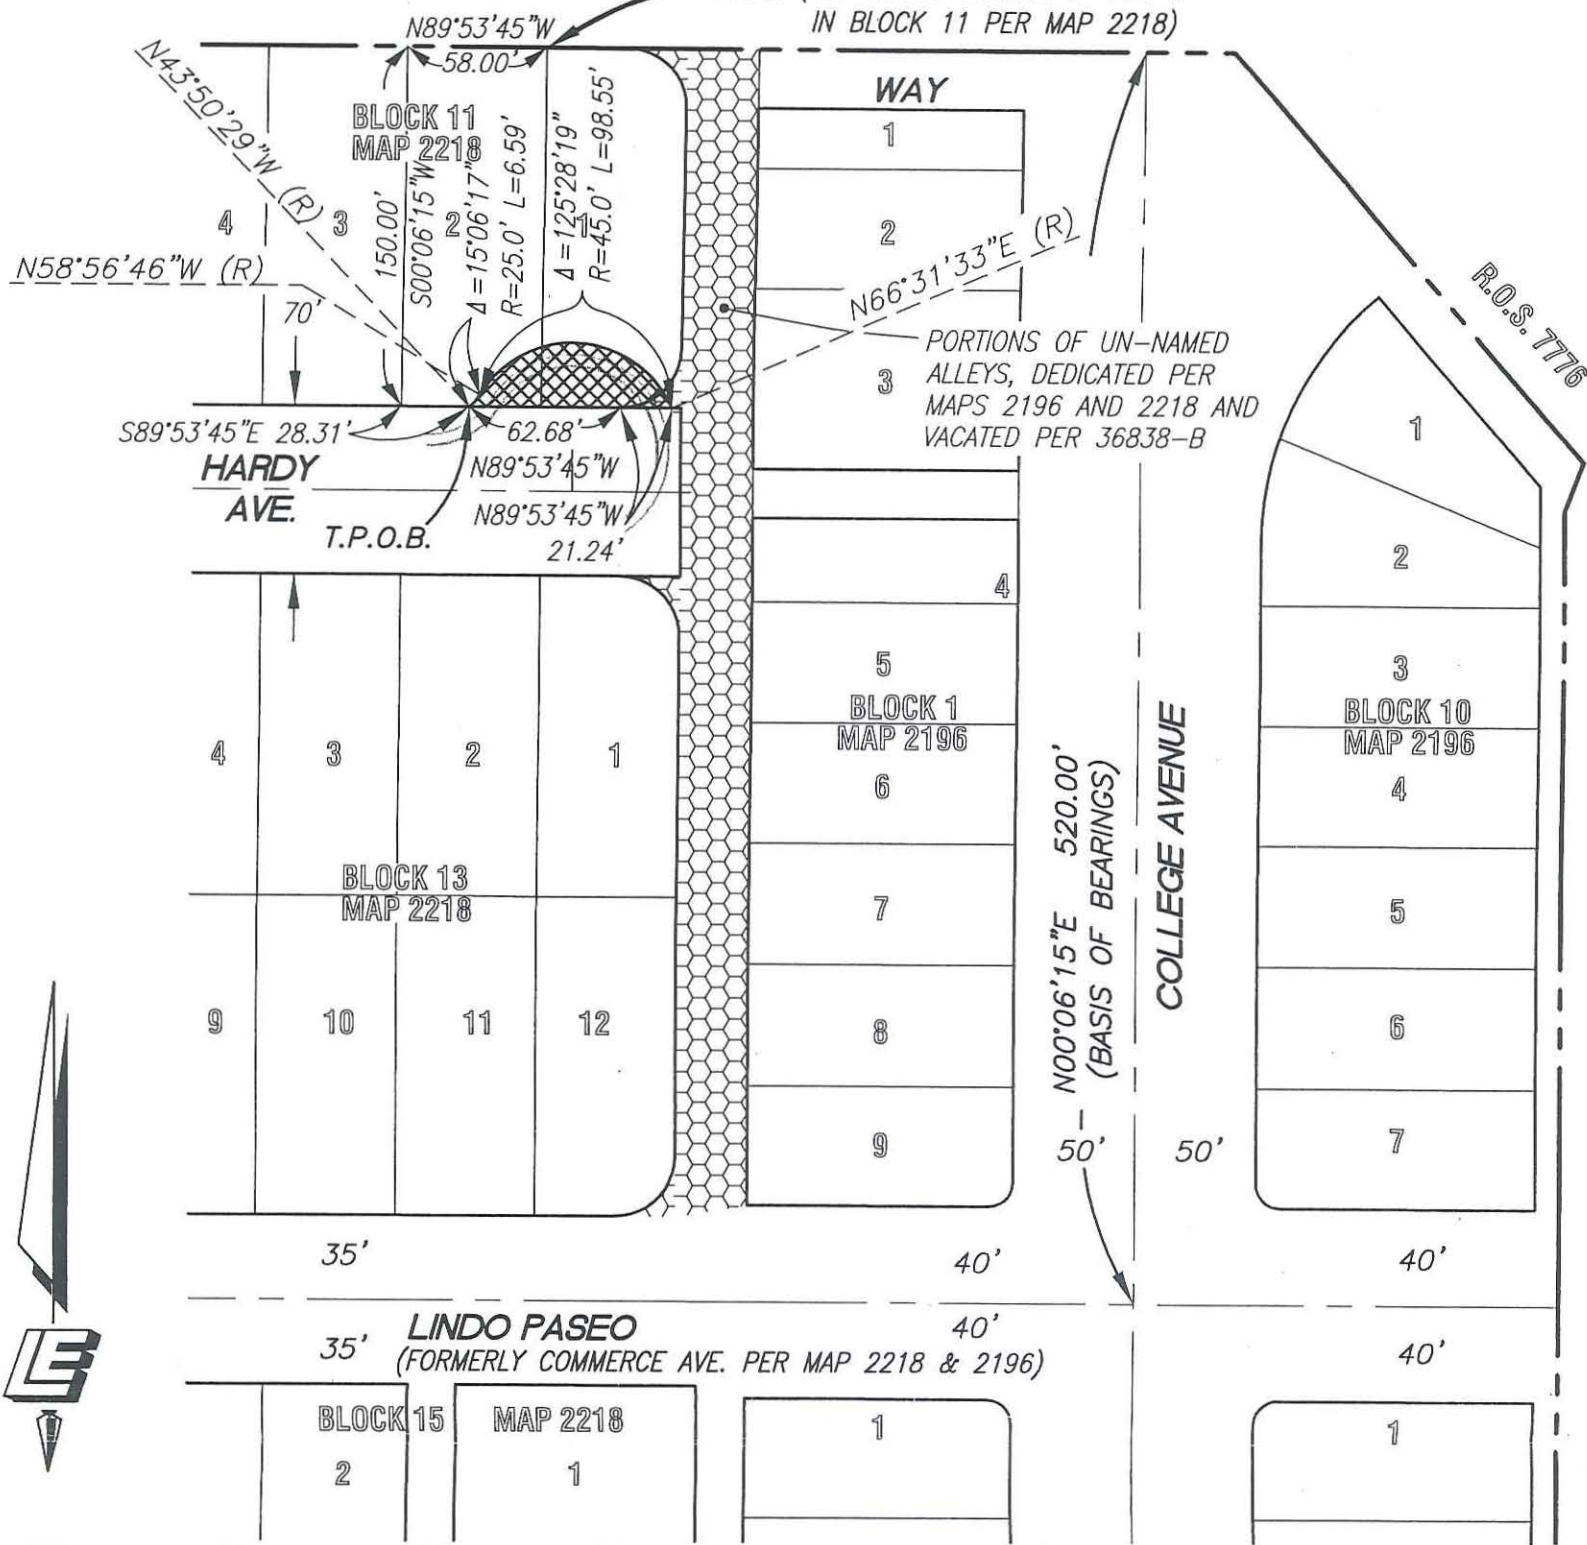 IN BLOCK 11 PER MAP 2218)
N89°53'45"W
58.00'
N43°50'29"W (R)
WAY
BLOCK 11
MAP 2218
1
150.00'
S00°06'15"W
Δ=15°06'17"
R=25.0' L=6.59'
Δ=125°28'19"
R=45.0' L=98.55'
4
3
2
1
2
N66°31'33"E (R)
N58°56'46"W (R)
70'
R.O.S. 7776
PORTIONS OF UN-NAMED
ALLEYS, DEDICATED PER
MAPS 2196 AND 2218 AND
VACATED PER 36838-B
3
1
S89°53'45"E 28.31'
62.68'
HARDY
AVE.
N89°53'45"W
N89°53'45"W
21.24'
T.P.O.B.
2
4
5
3
BLOCK 1
MAP 2196
BLOCK 10
MAP 2196
4
3
2
1
6
4
COLLEGE AVENUE
N00°06'15"E 520.00'
(BASIS OF BEARINGS)
BLOCK 13
MAP 2218
7
5
9
10
11
12
8
6
9
50'
50'
7
35'
40'
40'
LINDO PASEO
35'
40'
40'
(FORMERLY COMMERCE AVE. PER MAP 2218 & 2196)
BLOCK 15
MAP 2218
1
1
2
1
LE